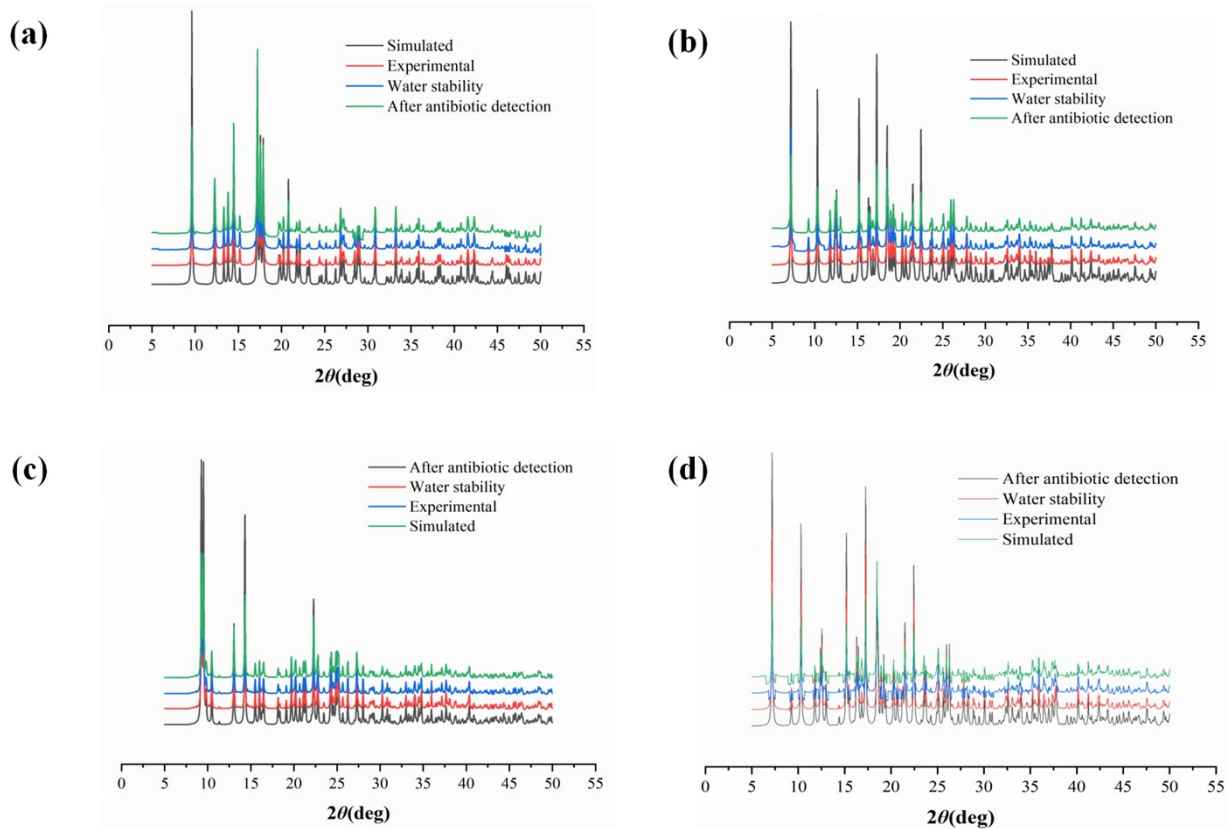 (a)
Simulated
Experimental
Water stability
After antibiotic detection
0 5 10 15 20 25 30 35 40 45 50 55
2θ(deg)
(b)
Simulated
Experimental
Water stability
After antibiotic detection
0 5 10 15 20 25 30 35 40 45 50 55
2θ(deg)
(c)
After antibiotic detection
Water stability
Experimental
Simulated
0 5 10 15 20 25 30 35 40 45 50 55
2θ(deg)
(d)
After antibiotic detection
Water stability
Experimental
Simulated
0 5 10 15 20 25 30 35 40 45 50 55
2θ(deg)